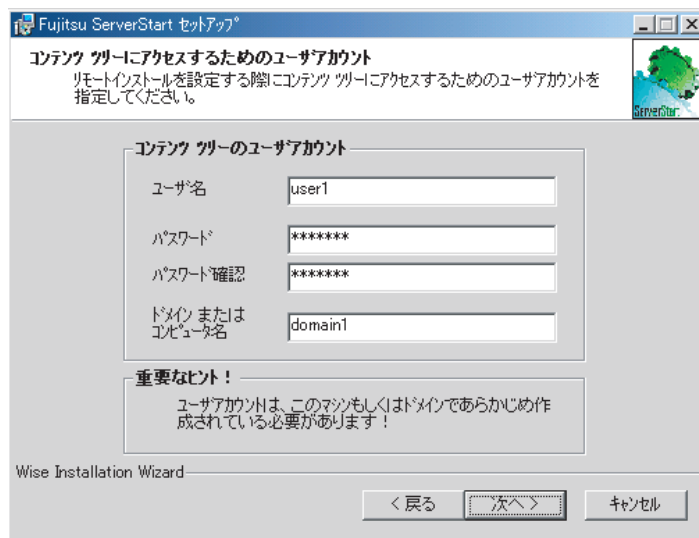 Fujitsu ServerStart セットアップ
コンテンツ ツリーにアクセスするためのユーザアカウント
リモートインストールを設定する際にコンテンツ ツリーにアクセスするためのユーザアカウントを
指定してください。
ServerStart
コンテンツ ツリーのユーザアカウント
ユーザ名
user1
パスワード
*******
パスワード確認
*******
ドメイン または
コンピュータ名
domain1
重要なヒント！
ユーザアカウントは、このマシンもしくはドメインであらかじめ作
成されている必要があります！
Wise Installation Wizard
< 戻る
次へ >
キャンセル